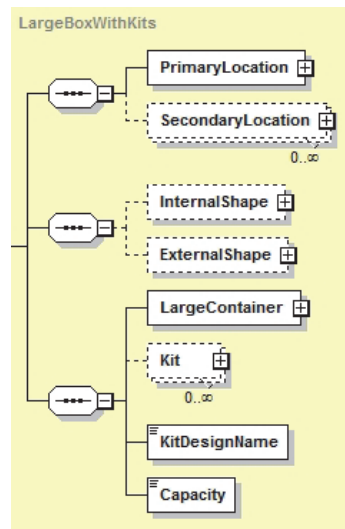 LargeBoxWithKits
PrimaryLocation
SecondaryLocation
0..∞
InternalShape
ExternalShape
LargeContainer
Kit
0..∞
KitDesignName
Capacity